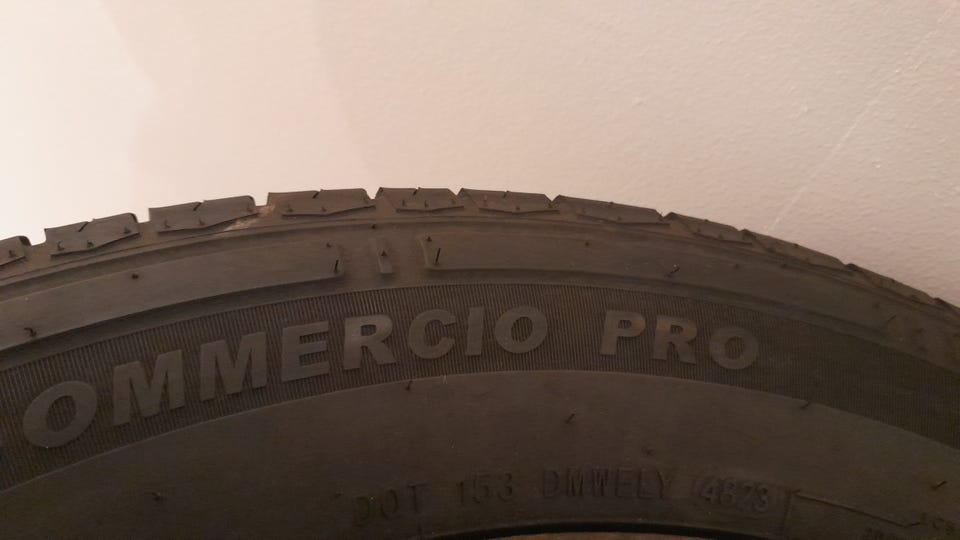 OMMERCIO PRO
DOT 153 DMWELY 4823